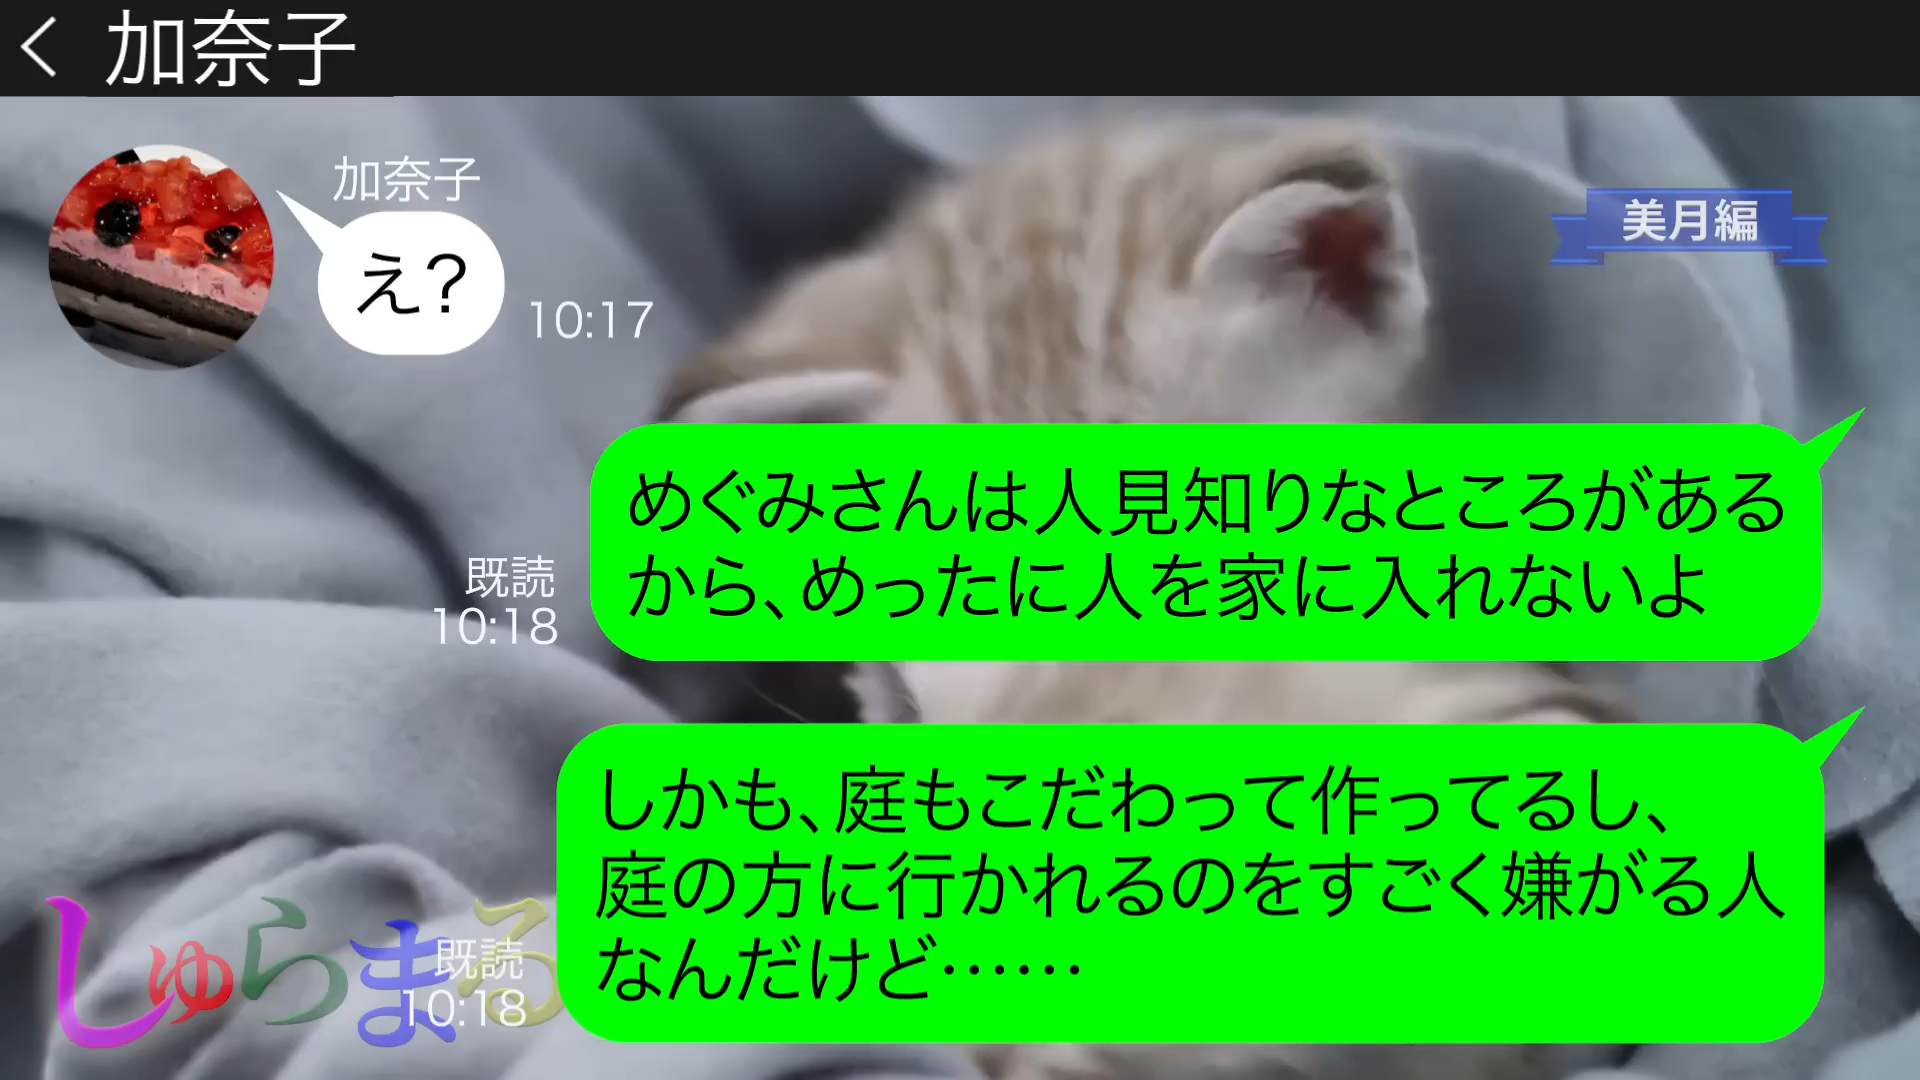 加奈子
加奈子
美月編
え?
10:17
めぐみさんは人見知りなところがある
から、めったに人を家に入れないよ
既読
10:18
しかも、庭もこだわって作ってるし、
庭の方に行かれるのをすごく嫌がる人
なんだけど……
既読
10:18
しゅらまる